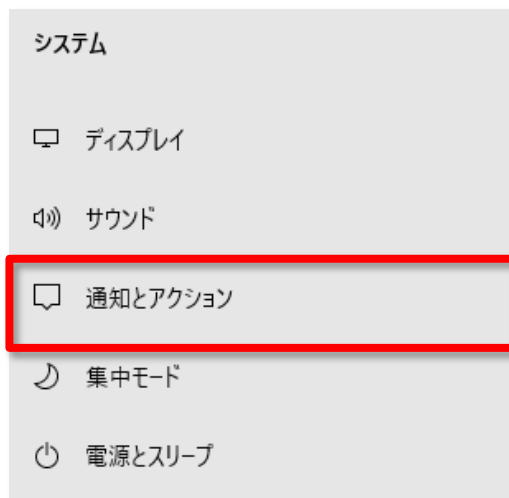 システム
ディスプレイ
サウンド
通知とアクション
集中モード
電源とスリープ